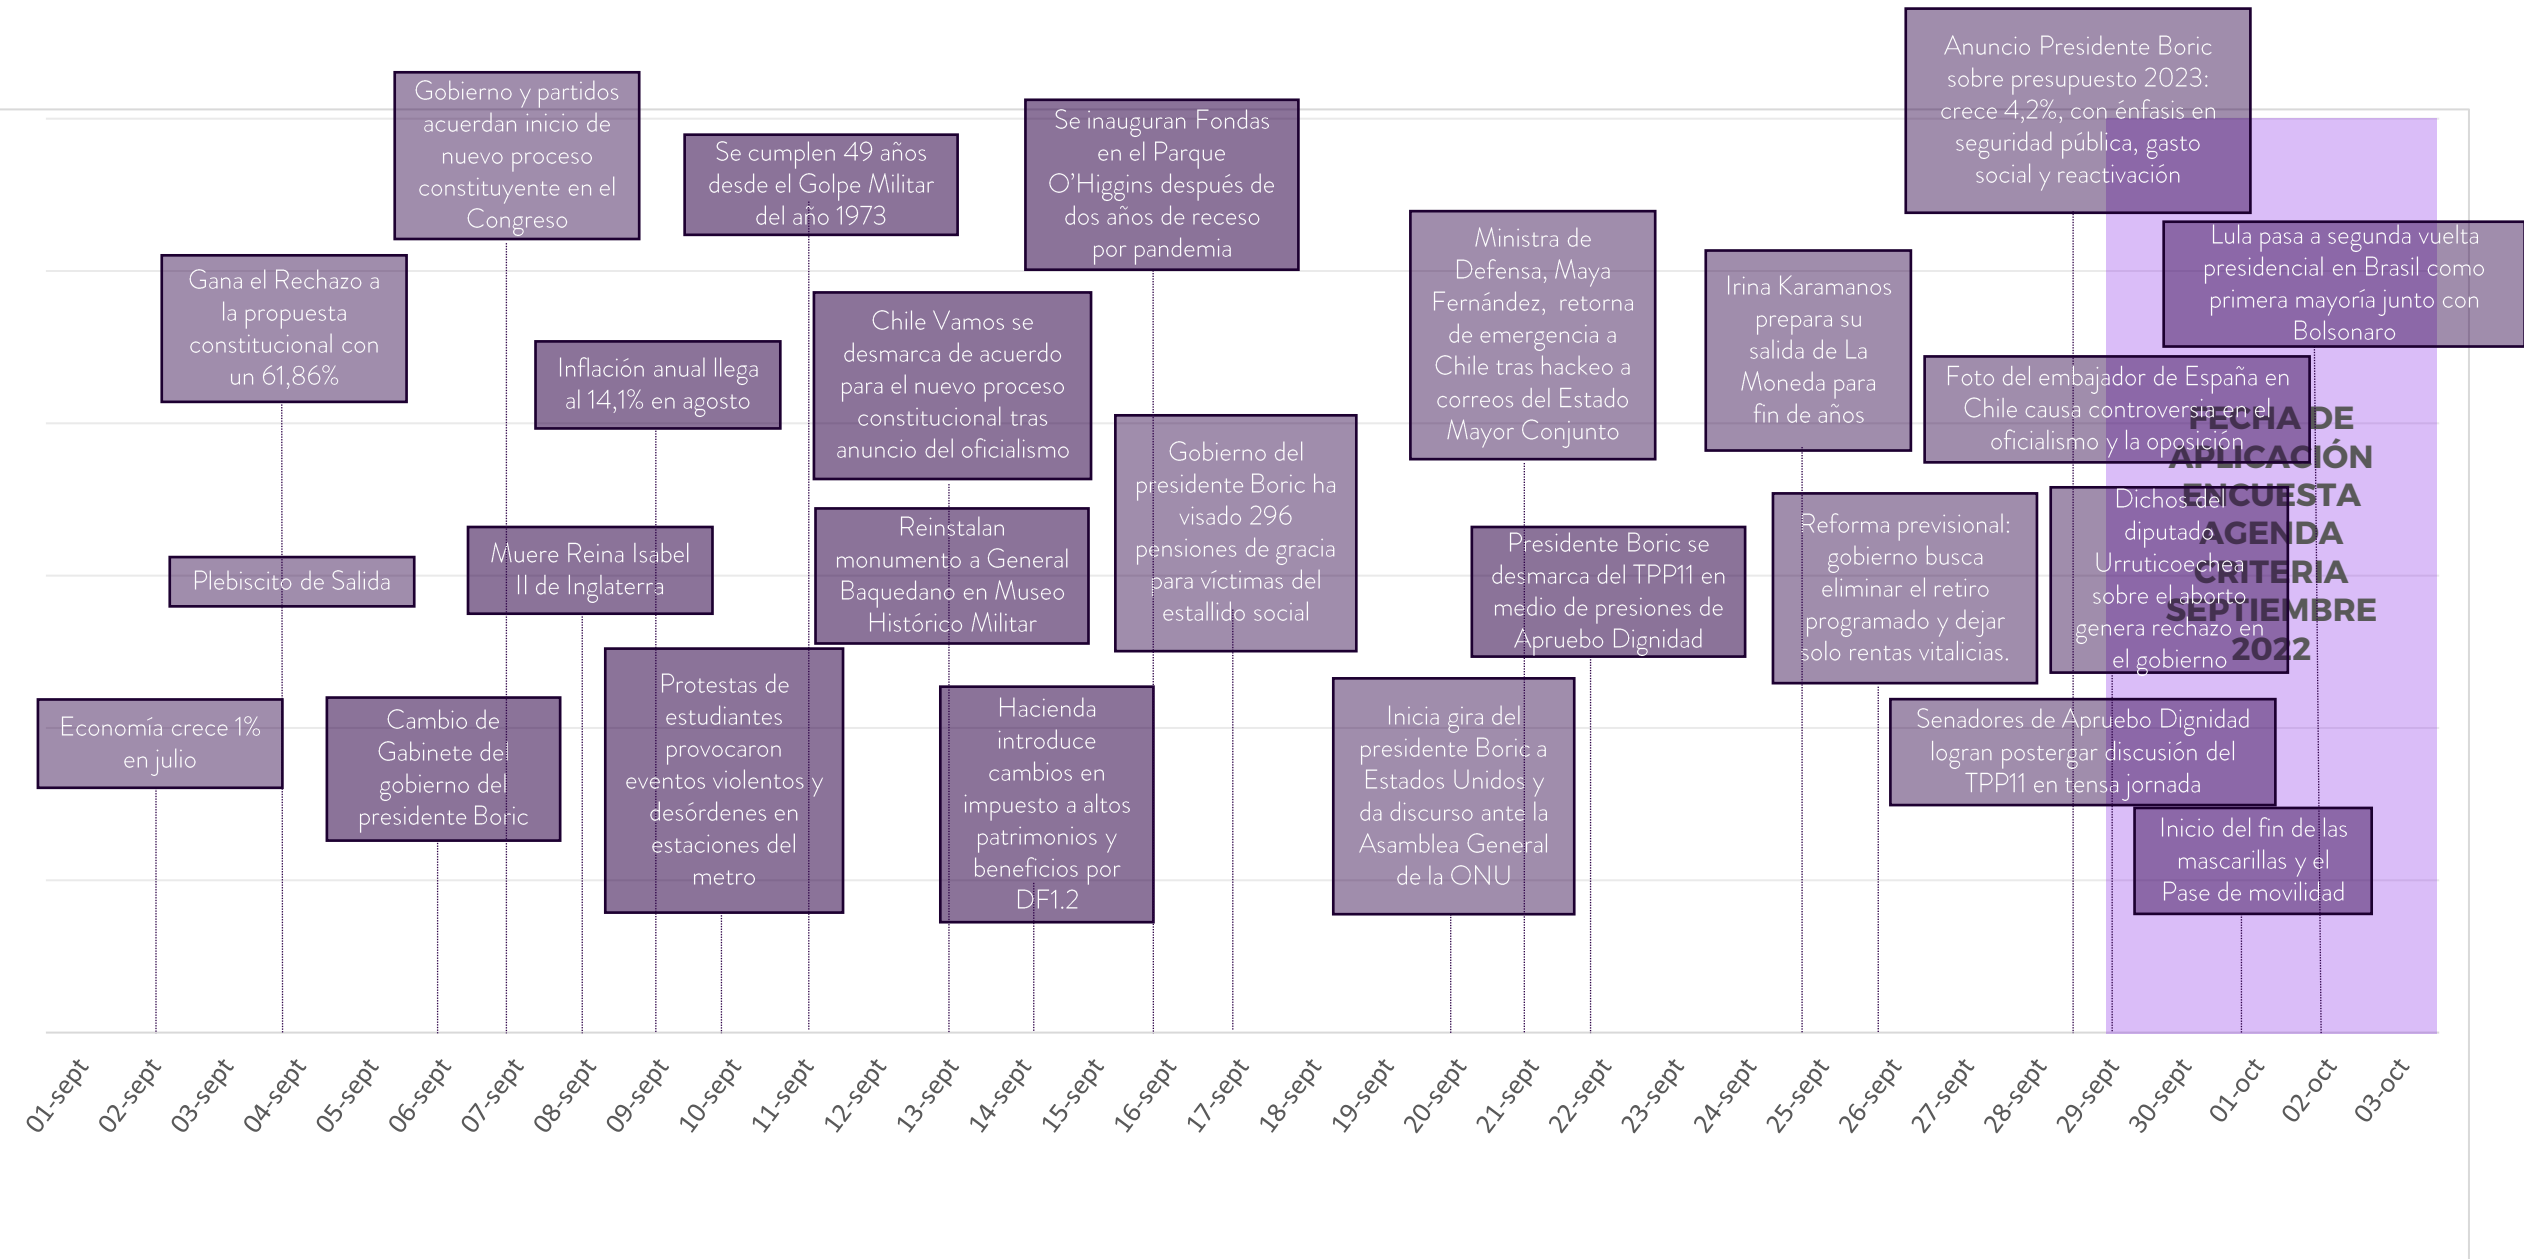 Anuncio Presidente Boric
sobre presupuesto 2023:
crece 4,2%, con énfasis en
seguridad pública, gasto
social y reactivación
Gobierno y partidos
acuerdan inicio de
nuevo proceso
constituyente en el
Congreso
Se cumplen 49 años
desde el Golpe Militar
del año 1973
Se inauguran Fondas
en el Parque
O'Higgins después de
dos años de receso
por pandemia
Ministra de
Defensa, Maya
Fernández, retorna
de emergencia a
Chile tras hackeo a
correos del Estado
Mayor Conjunto
Lula pasa a segunda vuelta
presidencial en Brasil como
primera mayoría junto con
Bolsonaro
Gana el Rechazo a
la propuesta
constitucional con
un 61,86%
Inflación anual llega
al 14,1% en agosto
Chile Vamos se
desmarca de acuerdo
para el nuevo proceso
constitucional tras
anuncio del oficialismo
Irina Karamanos
prepara su
salida de La
Moneda para
fin de años
Foto del embajador de España en
Chile causa controversia en el
oficialismo y la oposición
FECHA DE
APLICACIÓN
ENCUESTA
AGENDA
CRITERIA
SEPTIEMBRE
2022
Gobierno del
presidente Boric ha
visado 296
pensiones de gracia
para víctimas del
estallido social
Plebiscito de Salida
Muere Reina Isabel
II de Inglaterra
Reinstalan
monumento a General
Baquedano en Museo
Histórico Militar
Presidente Boric se
desmarca del TPP11 en
medio de presiones de
Apruebo Dignidad
Reforma previsional:
gobierno busca
eliminar el retiro
programado y dejar
solo rentas vitalicias.
Dichos del
diputado
Urruticoechea
sobre el aborto
genera rechazo en
el gobierno
Economía crece 1%
en julio
Cambio de
Gabinete del
gobierno del
presidente Boric
Protestas de
estudiantes
provocaron
eventos violentos y
desórdenes en
estaciones del
metro
Hacienda
introduce
cambios en
impuesto a altos
patrimonios y
beneficios por
DF1.2
Inicia gira del
presidente Boric a
Estados Unidos y
da discurso ante la
Asamblea General
de la ONU
Senadores de Apruebo Dignidad
logran postergar discusión del
TPP11 en tensa jornada
Inicio del fin de las
mascarillas y el
Pase de movilidad
01-sept
02-sept
03-sept
04-sept
05-sept
06-sept
07-sept
08-sept
09-sept
10-sept
11-sept
12-sept
13-sept
14-sept
15-sept
16-sept
17-sept
18-sept
19-sept
20-sept
21-sept
22-sept
23-sept
24-sept
25-sept
26-sept
27-sept
28-sept
29-sept
30-sept
01-oct
02-oct
03-oct